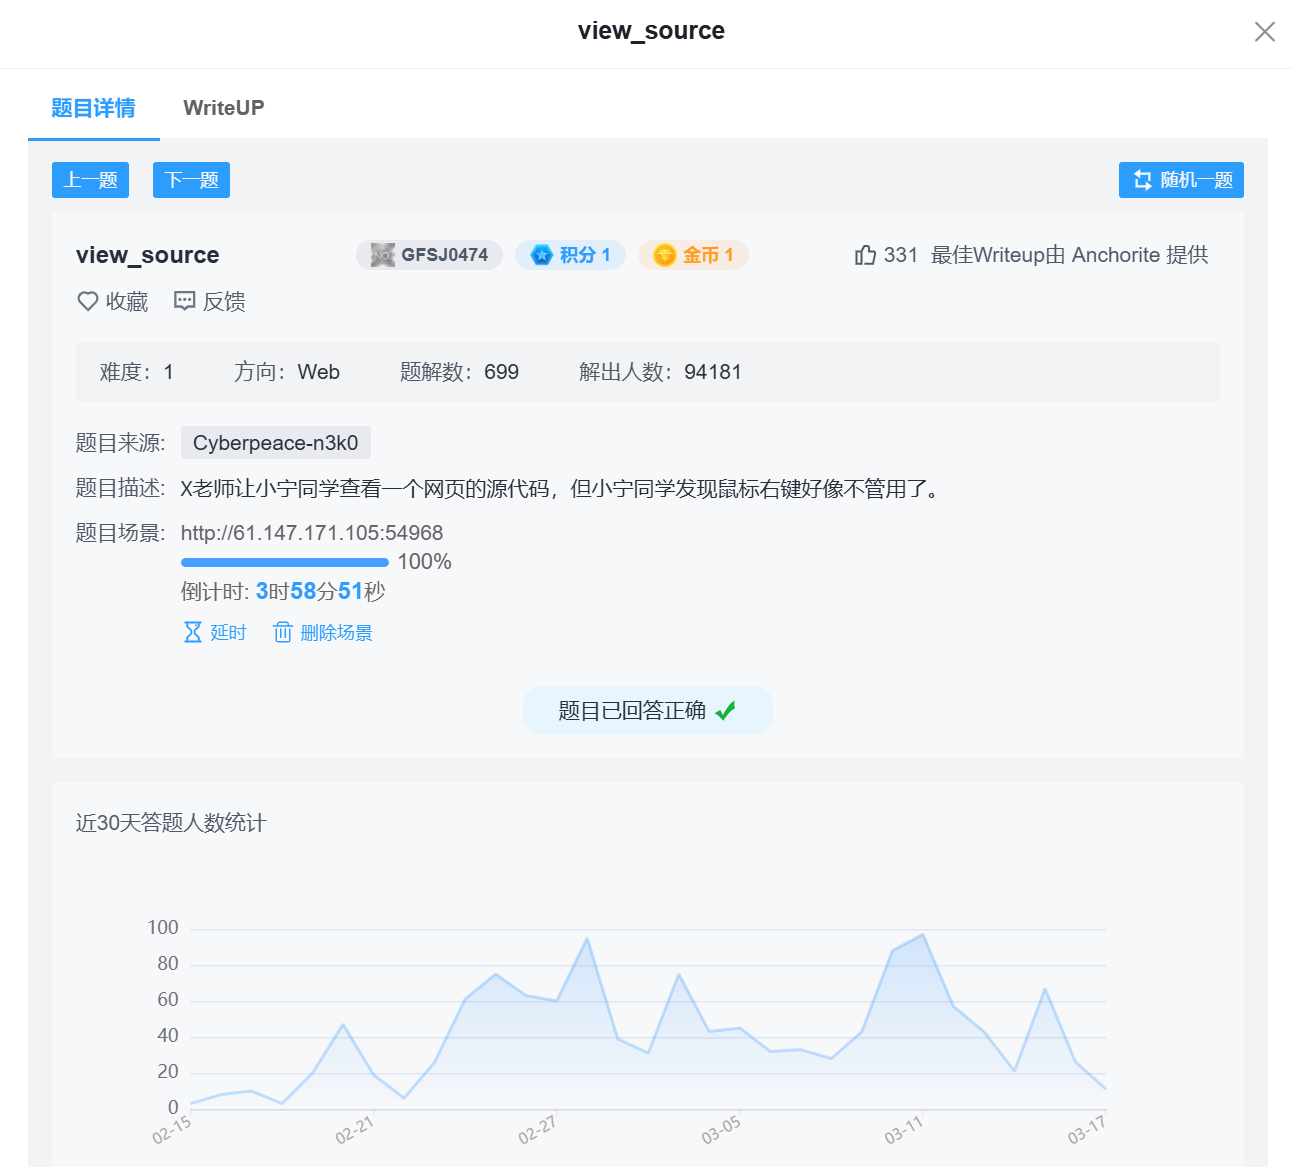 view_source
题目详情 WriteUP
上一题 下一题 随机一题
view_source GFSJ0474 积分 1 金币 1 331 最佳Writeup由 Anchorite 提供
收藏 反馈
难度：1 方向：Web 题解数：699 解出人数：94181
题目来源: Cyberpeace-n3k0
题目描述: X老师让小宁同学查看一个网页的源代码，但小宁同学发现鼠标右键好像不管用了。
题目场景: http://61.147.171.105:54968
100%
倒计时: 3时58分51秒
延时 删除场景
题目已回答正确
近30天答题人数统计
100
80
60
40
20
0
02-15 02-21 02-27 03-05 03-11 03-17